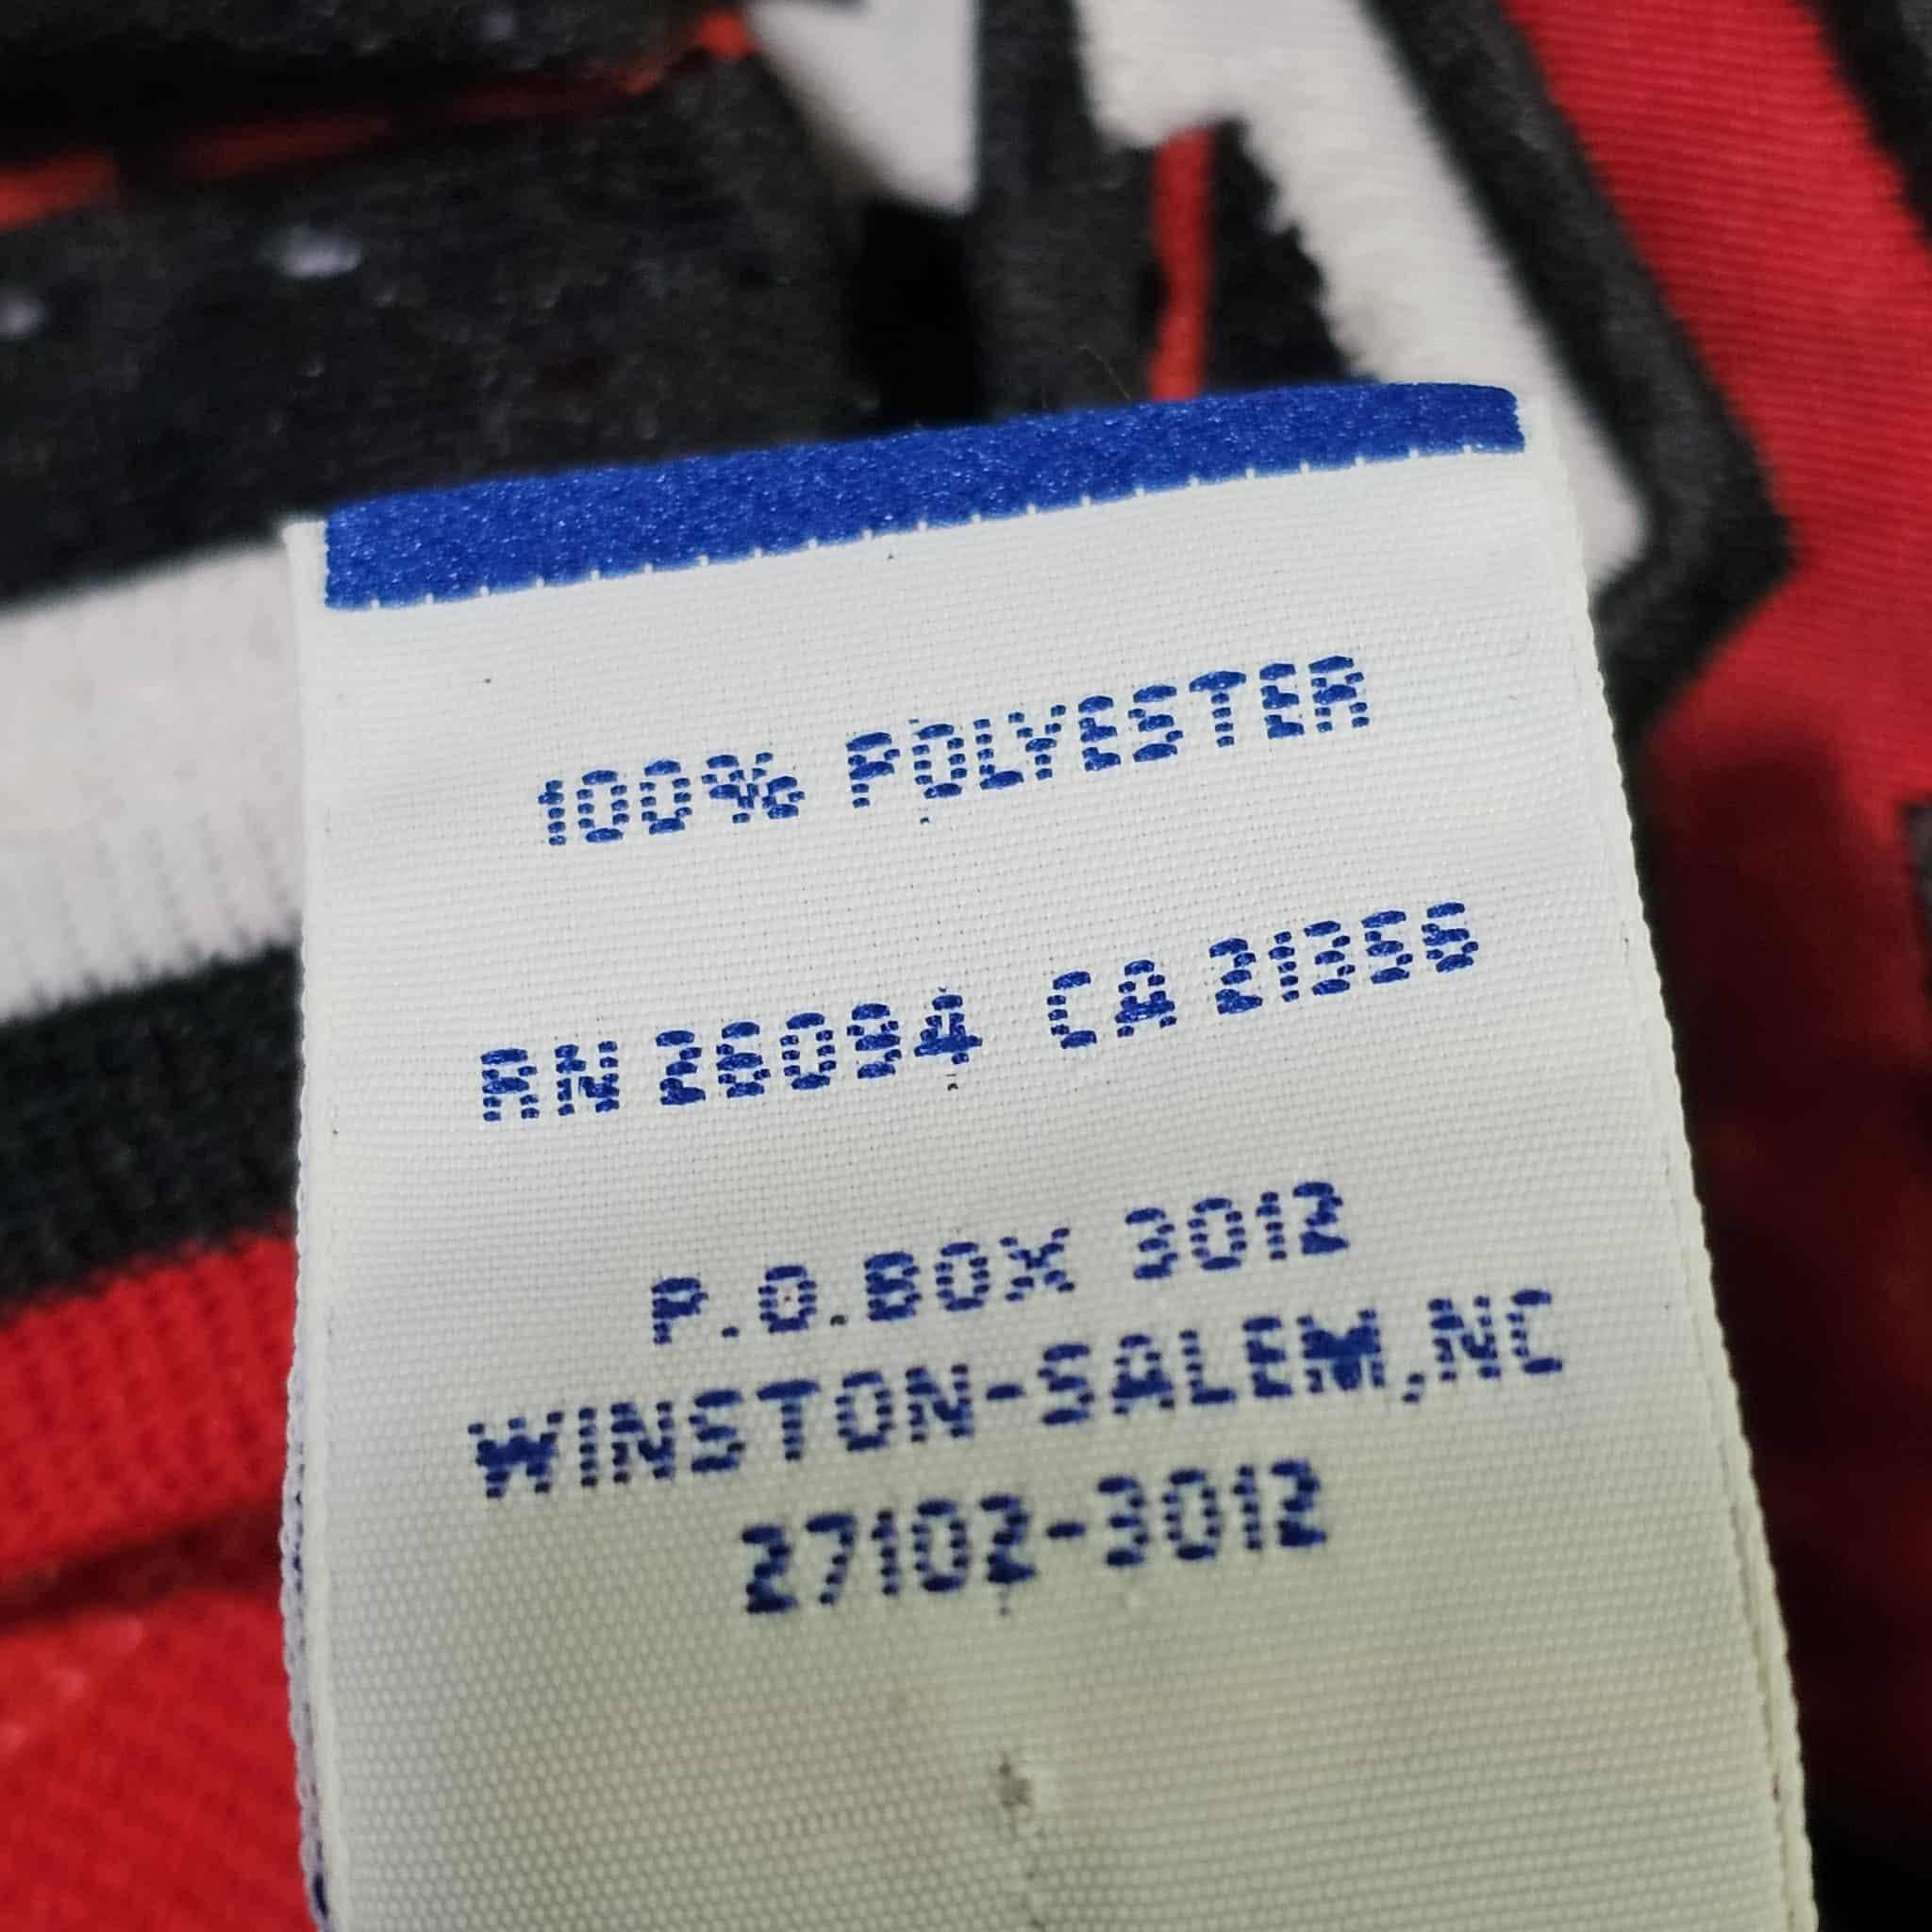 100% POLYESTER
RN 26094 CA 21356
P.O.BOX 3012
WINSTON-SALEM,NC
27102-3012